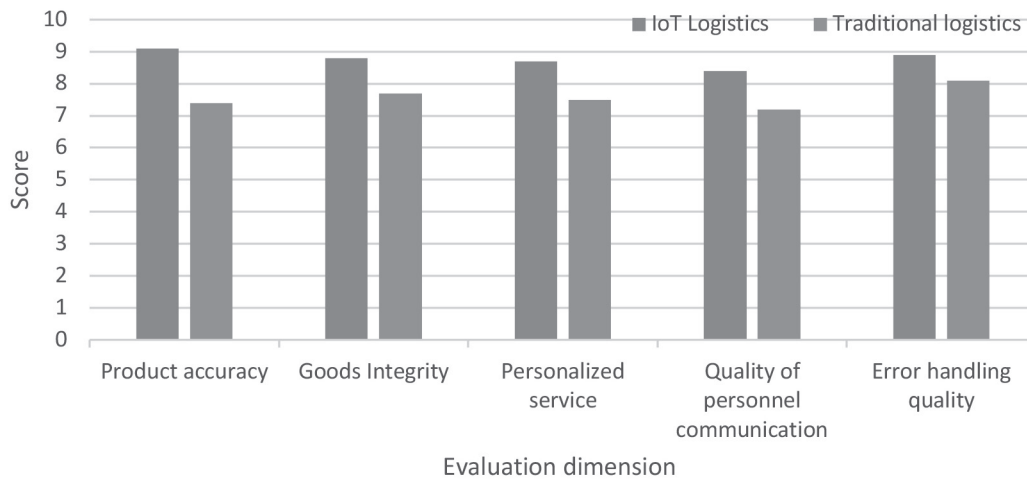 IoT Logistics
Traditional logistics
10
9
8
7
6
5
4
3
2
1
0
Score
Product accuracy
Goods Integrity
Personalized
service
Quality of
personnel
communication
Error handling
quality
Evaluation dimension